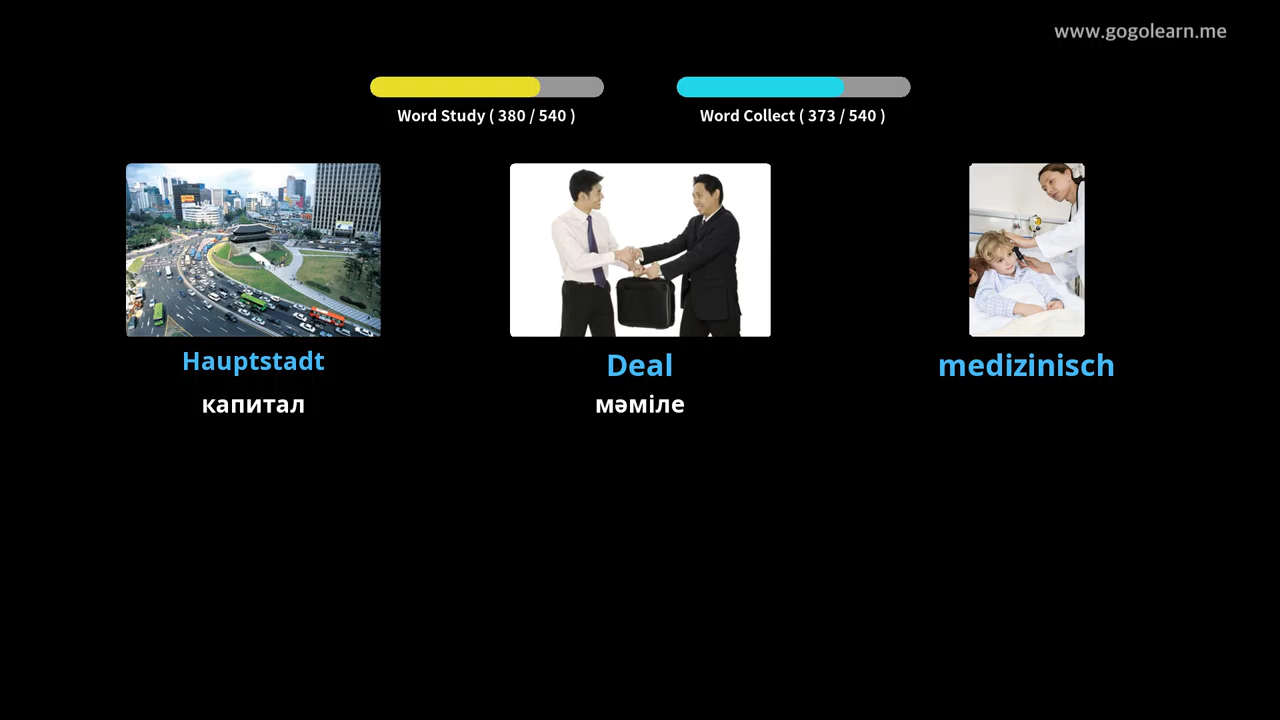 www.gogolearn.me
Word Study ( 380 / 540 )
Word Collect ( 373 / 540 )
Hauptstadt
Deal
medizinisch
капитал
мәміле